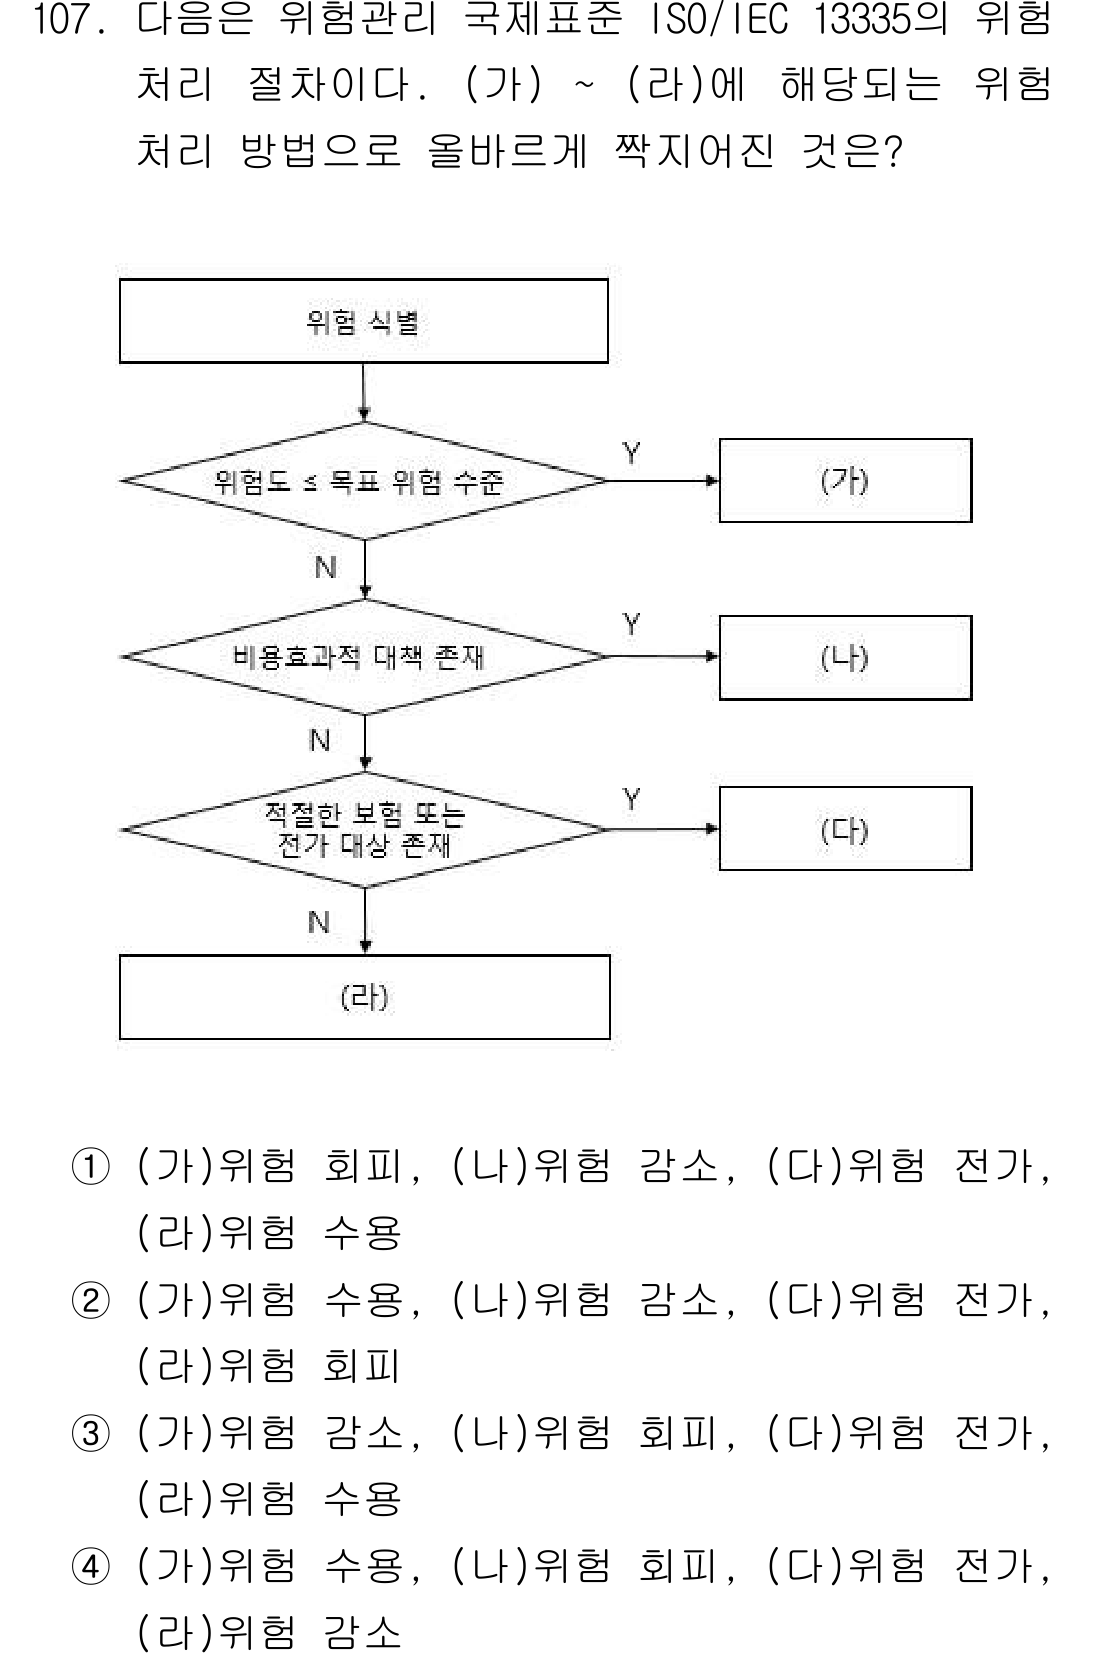 107. 다음은 위험관리 국제표준 ISO/IEC 13335의 위험
처리 절차이다. (가) ~ (라)에 해당되는 위험
처리 방법으로 올바르게 짝지어진 것은?
위험 식별
위험도 ≤ 목표 위험 수준
Y
(가)
N
비용효과적 대책 존재
Y
(나)
N
적절한 보험 또는
전가 대상 존재
Y
(다)
N
(라)
① (가)위험 회피, (나)위험 감소, (다)위험 전가,
(라)위험 수용
② (가)위험 수용, (나)위험 감소, (다)위험 전가,
(라)위험 회피
③ (가)위험 감소, (나)위험 회피, (다)위험 전가,
(라)위험 수용
④ (가)위험 수용, (나)위험 회피, (다)위험 전가,
(라)위험 감소